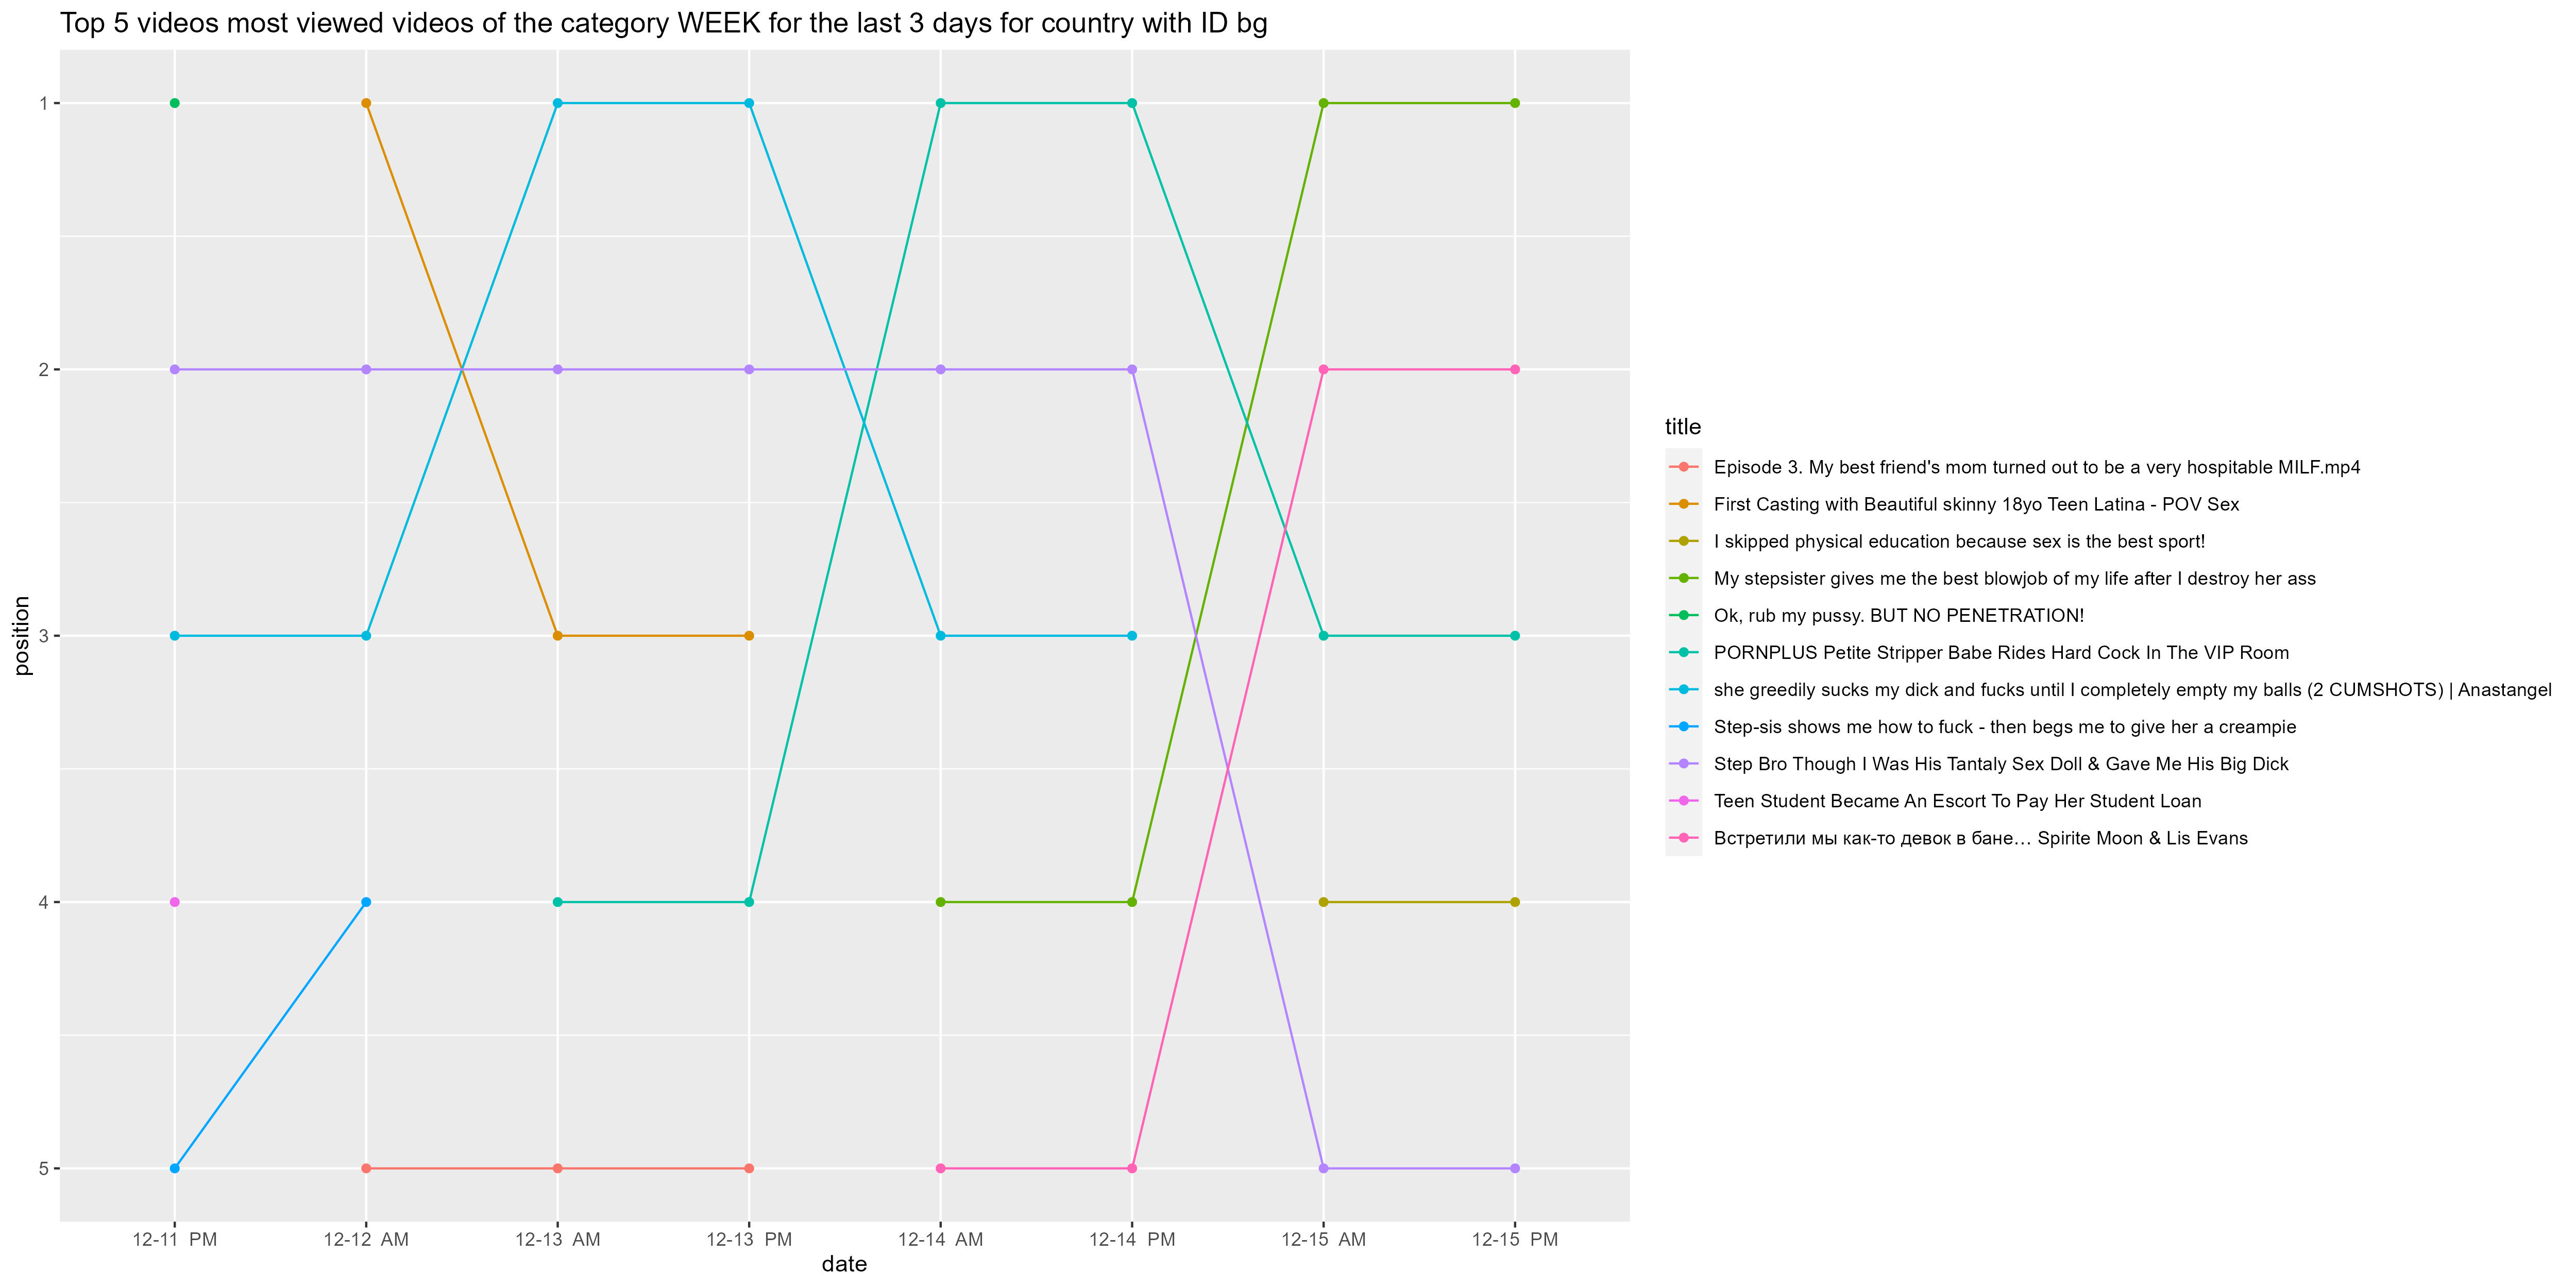 Top 5 videos most viewed videos of the category WEEK for the last 3 days for country with ID bg
position
1
2
3
4
5
12-11  PM
12-12  AM
12-13  AM
12-13  PM
12-14  AM
12-14  PM
12-15  AM
12-15  PM
date
title
Episode 3. My best friend's mom turned out to be a very hospitable MILF.mp4
First Casting with Beautiful skinny 18yo Teen Latina - POV Sex
I skipped physical education because sex is the best sport!
My stepsister gives me the best blowjob of my life after I destroy her ass
Ok, rub my pussy. BUT NO PENETRATION!
PORNPLUS Petite Stripper Babe Rides Hard Cock In The VIP Room
she greedily sucks my dick and fucks until I completely empty my balls (2 CUMSHOTS) | Anastangel
Step-sis shows me how to fuck - then begs me to give her a creampie
Step Bro Though I Was His Tantaly Sex Doll & Gave Me His Big Dick
Teen Student Became An Escort To Pay Her Student Loan
Встретили мы как-то девок в бане… Spirite Moon & Lis Evans